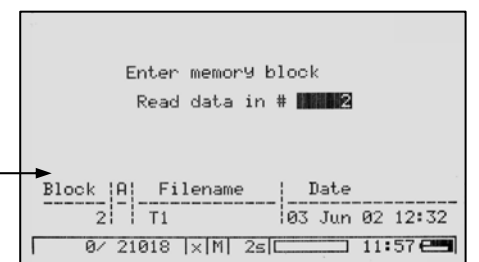 Enter memory block
Read data in # 2
Block |A| Filename | Date
2| | T1 |03 Jun 02 12:32
0/ 21018 |x|M| 2s| 11:57